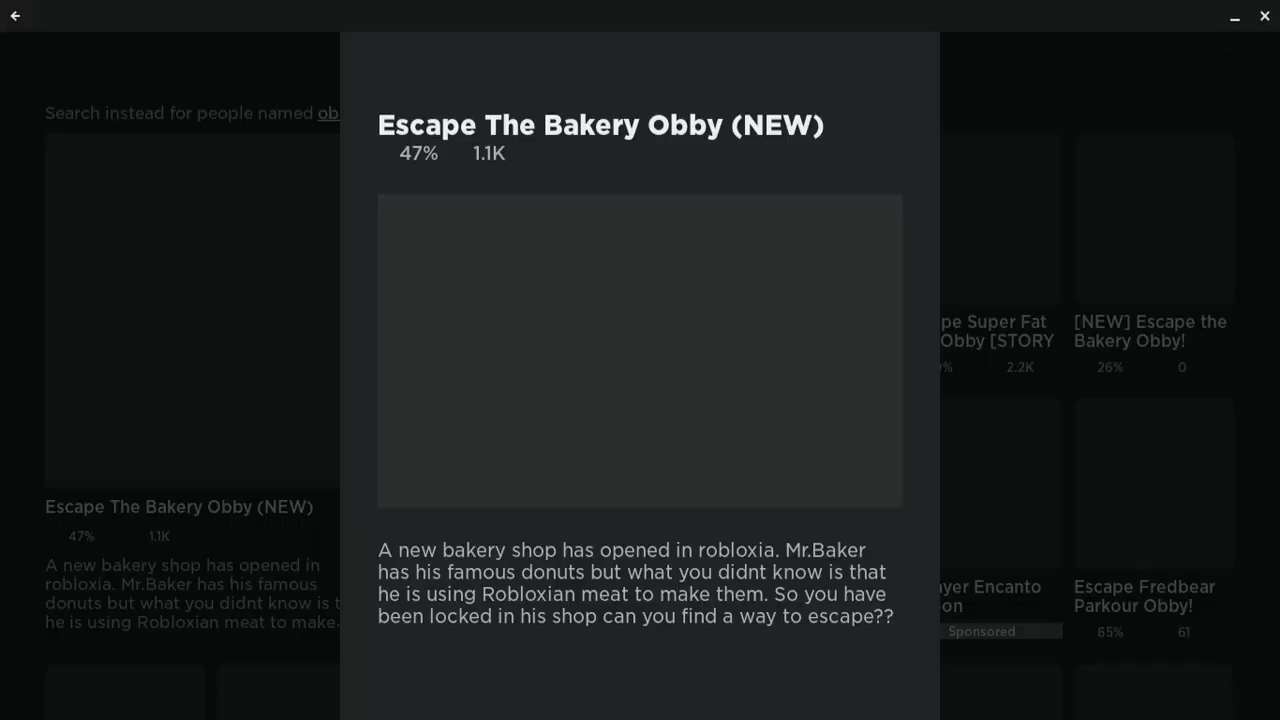 Search instead for people named ob
Escape The Bakery Obby (NEW)
47% 1.1K
A new bakery shop has opened in robloxia. Mr.Baker
has his famous donuts but what you didnt know is that
he is using Robloxian meat to make them. So you have
been locked in his shop can you find a way to escape??
Escape The Bakery Obby (NEW)
47% 1.1K
A new bakery shop has opened in
robloxia. Mr.Baker has his famous
donuts but what you didnt know is t
he is using Robloxian meat to make
pe Super Fat
Obby [STORY
% 2.2K
[NEW] Escape the
Bakery Obby!
26% 0
ayer Encanto
on
Sponsored
Escape Fredbear
Parkour Obby!
65% 61